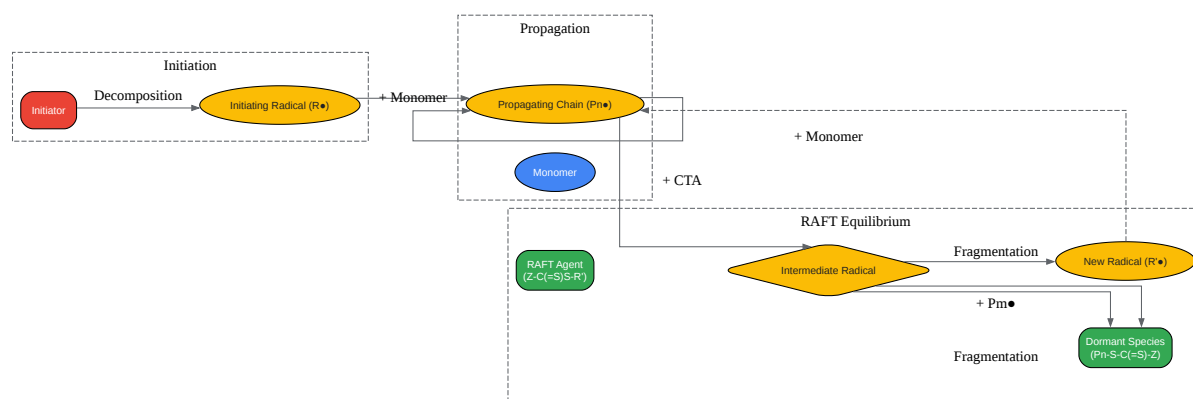 Propagation
Initiation
Initiator
Decomposition
Initiating Radical (R●)
+ Monomer
Propagating Chain (Pn●)
+ Monomer
Monomer
+ CTA
RAFT Equilibrium
RAFT Agent
(Z-C(=S)S-R')
Intermediate Radical
Fragmentation
New Radical (R'●)
+ Pm●
Fragmentation
Dormant Species
(Pn-S-C(=S)-Z)